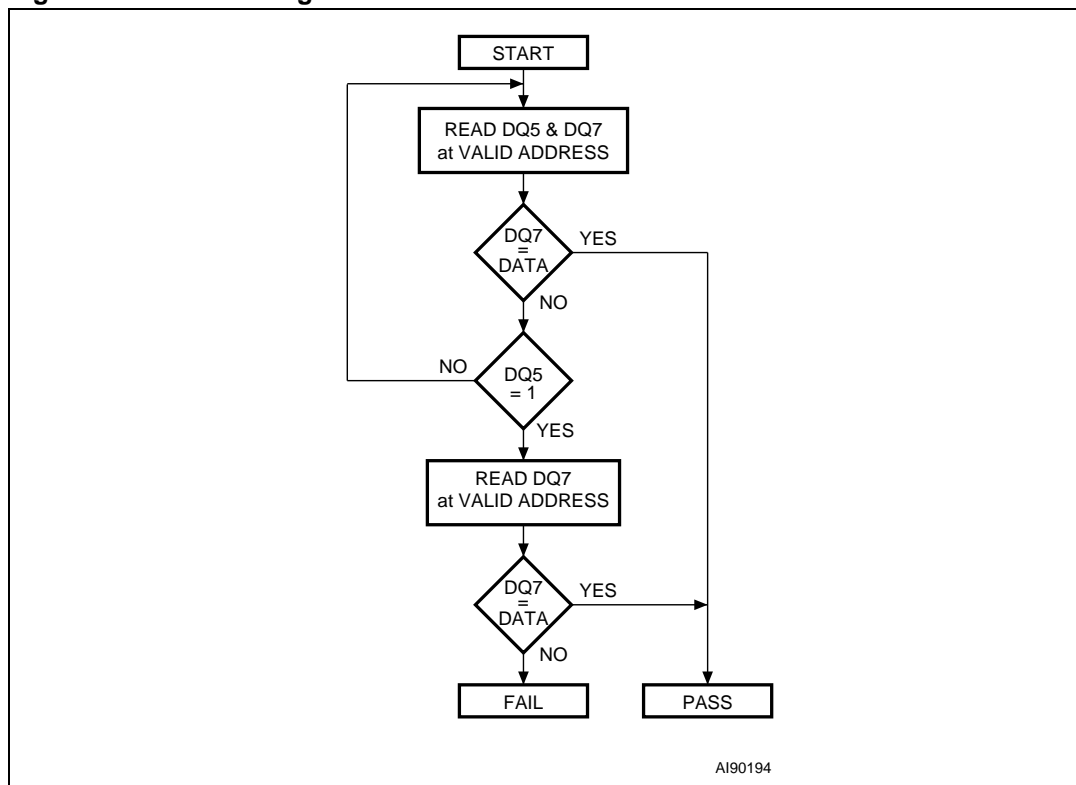 START
READ DQ5 & DQ7
at VALID ADDRESS
DQ7
=
DATA
YES
NO
DQ5
= 1
NO
YES
READ DQ7
at VALID ADDRESS
DQ7
=
DATA
YES
NO
FAIL
PASS
AI90194